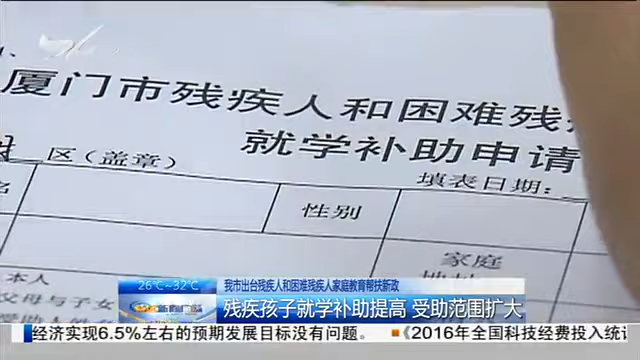 厦门市残疾人和困难残疾
就学补助申请
区（盖章）
填表日期：
性别
家庭
本人
父母与子女
26℃~32℃
我市出台残疾人和困难残疾人家庭教育帮扶新政
残疾孩子就学补助提高 受助范围扩大
经济实现6.5%左右的预期发展目标没有问题。
《2016年全国科技经费投入统计